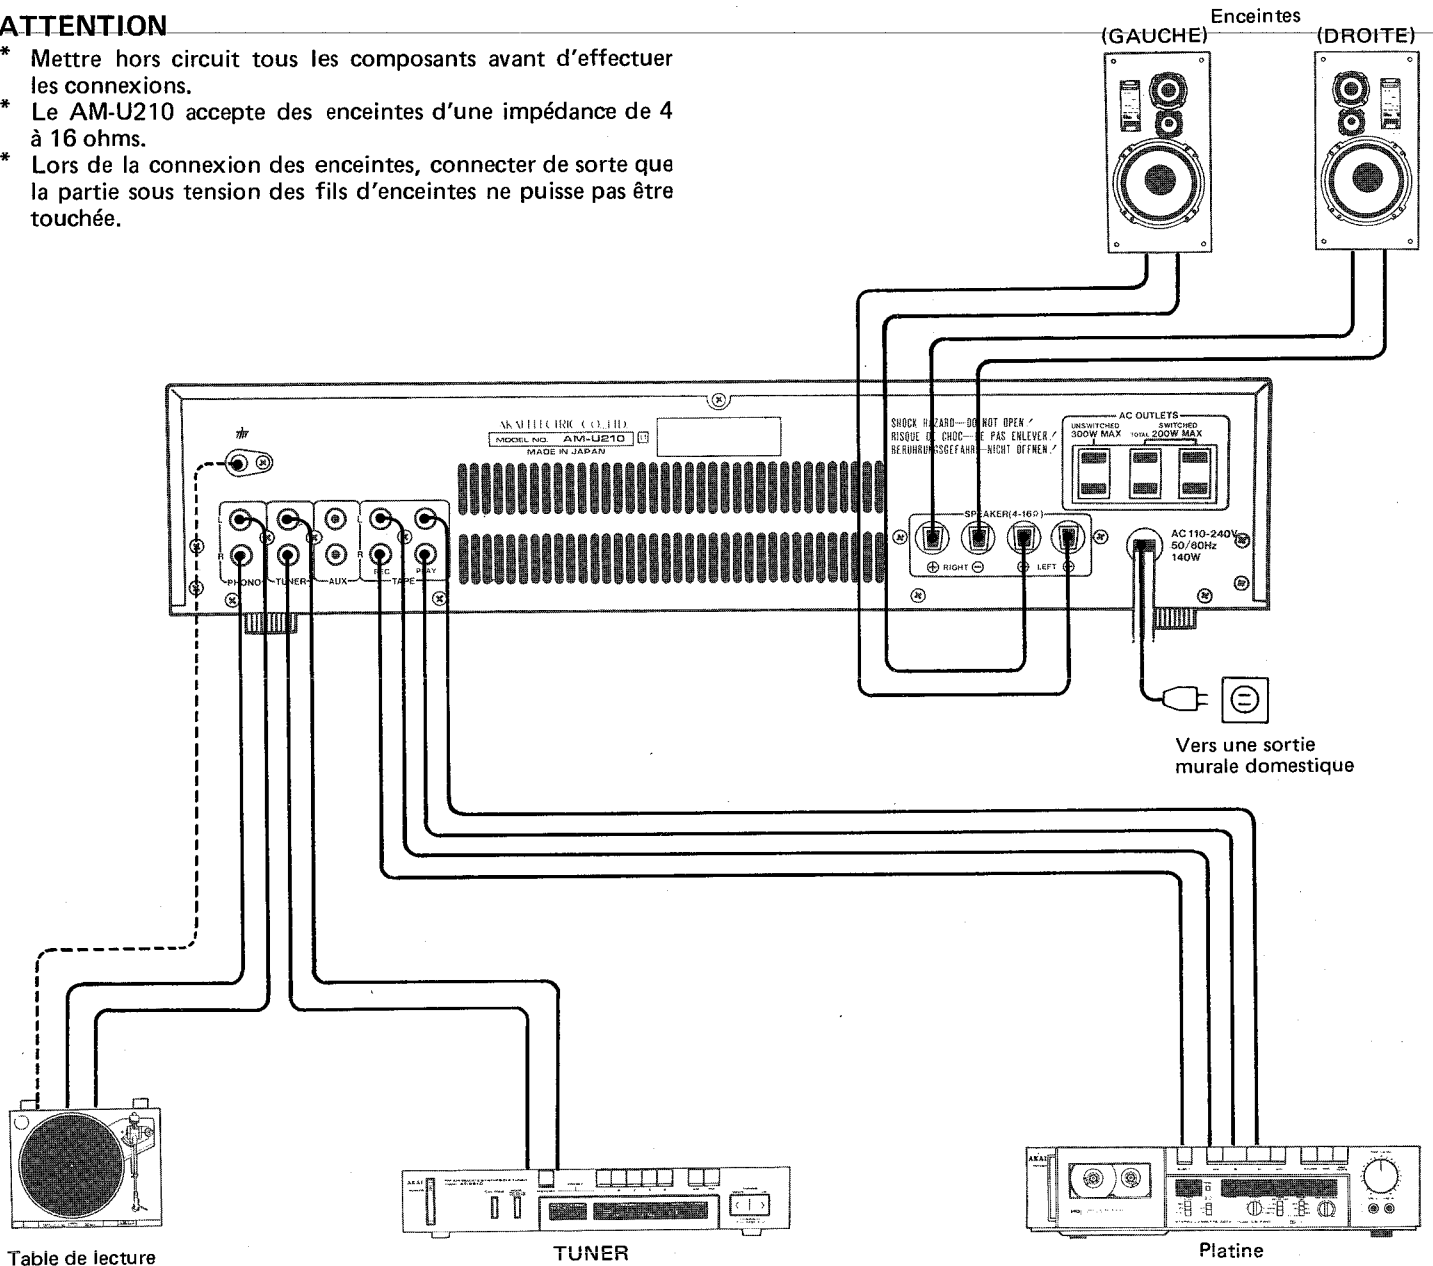 ATTENTION
* Mettre hors circuit tous les composants avant d'effectuer
les connexions.
* Le AM-U210 accepte des enceintes d'une impédance de 4
à 16 ohms.
* Lors de la connexion des enceintes, connecter de sorte que
la partie sous tension des fils d'enceintes ne puisse pas être
touchée.
Enceintes
(GAUCHE)
(DROITE)
AKAI ELECTRIC CO., LTD.
MODEL NO. AM-U210
MADE IN JAPAN
SHOCK HAZARD—DO NOT OPEN!
RISQUE DE CHOC—NE PAS ENLEVER!
BERÜHRUNGSGEFAHR—NICHT ÖFFNEN!
AC OUTLETS
UNSWITCHED
300W MAX
SWITCHED
TOTAL 200W MAX
SPEAKER(4-16Ω)
+ RIGHT −
LEFT
AC 110-240V
50/60Hz
140W
L
R
L
R
PHONO
TUNER
AUX
REC
PLAY
TAPE
Vers une sortie
murale domestique
AKAI
AKAI
Table de lecture
TUNER
Platine